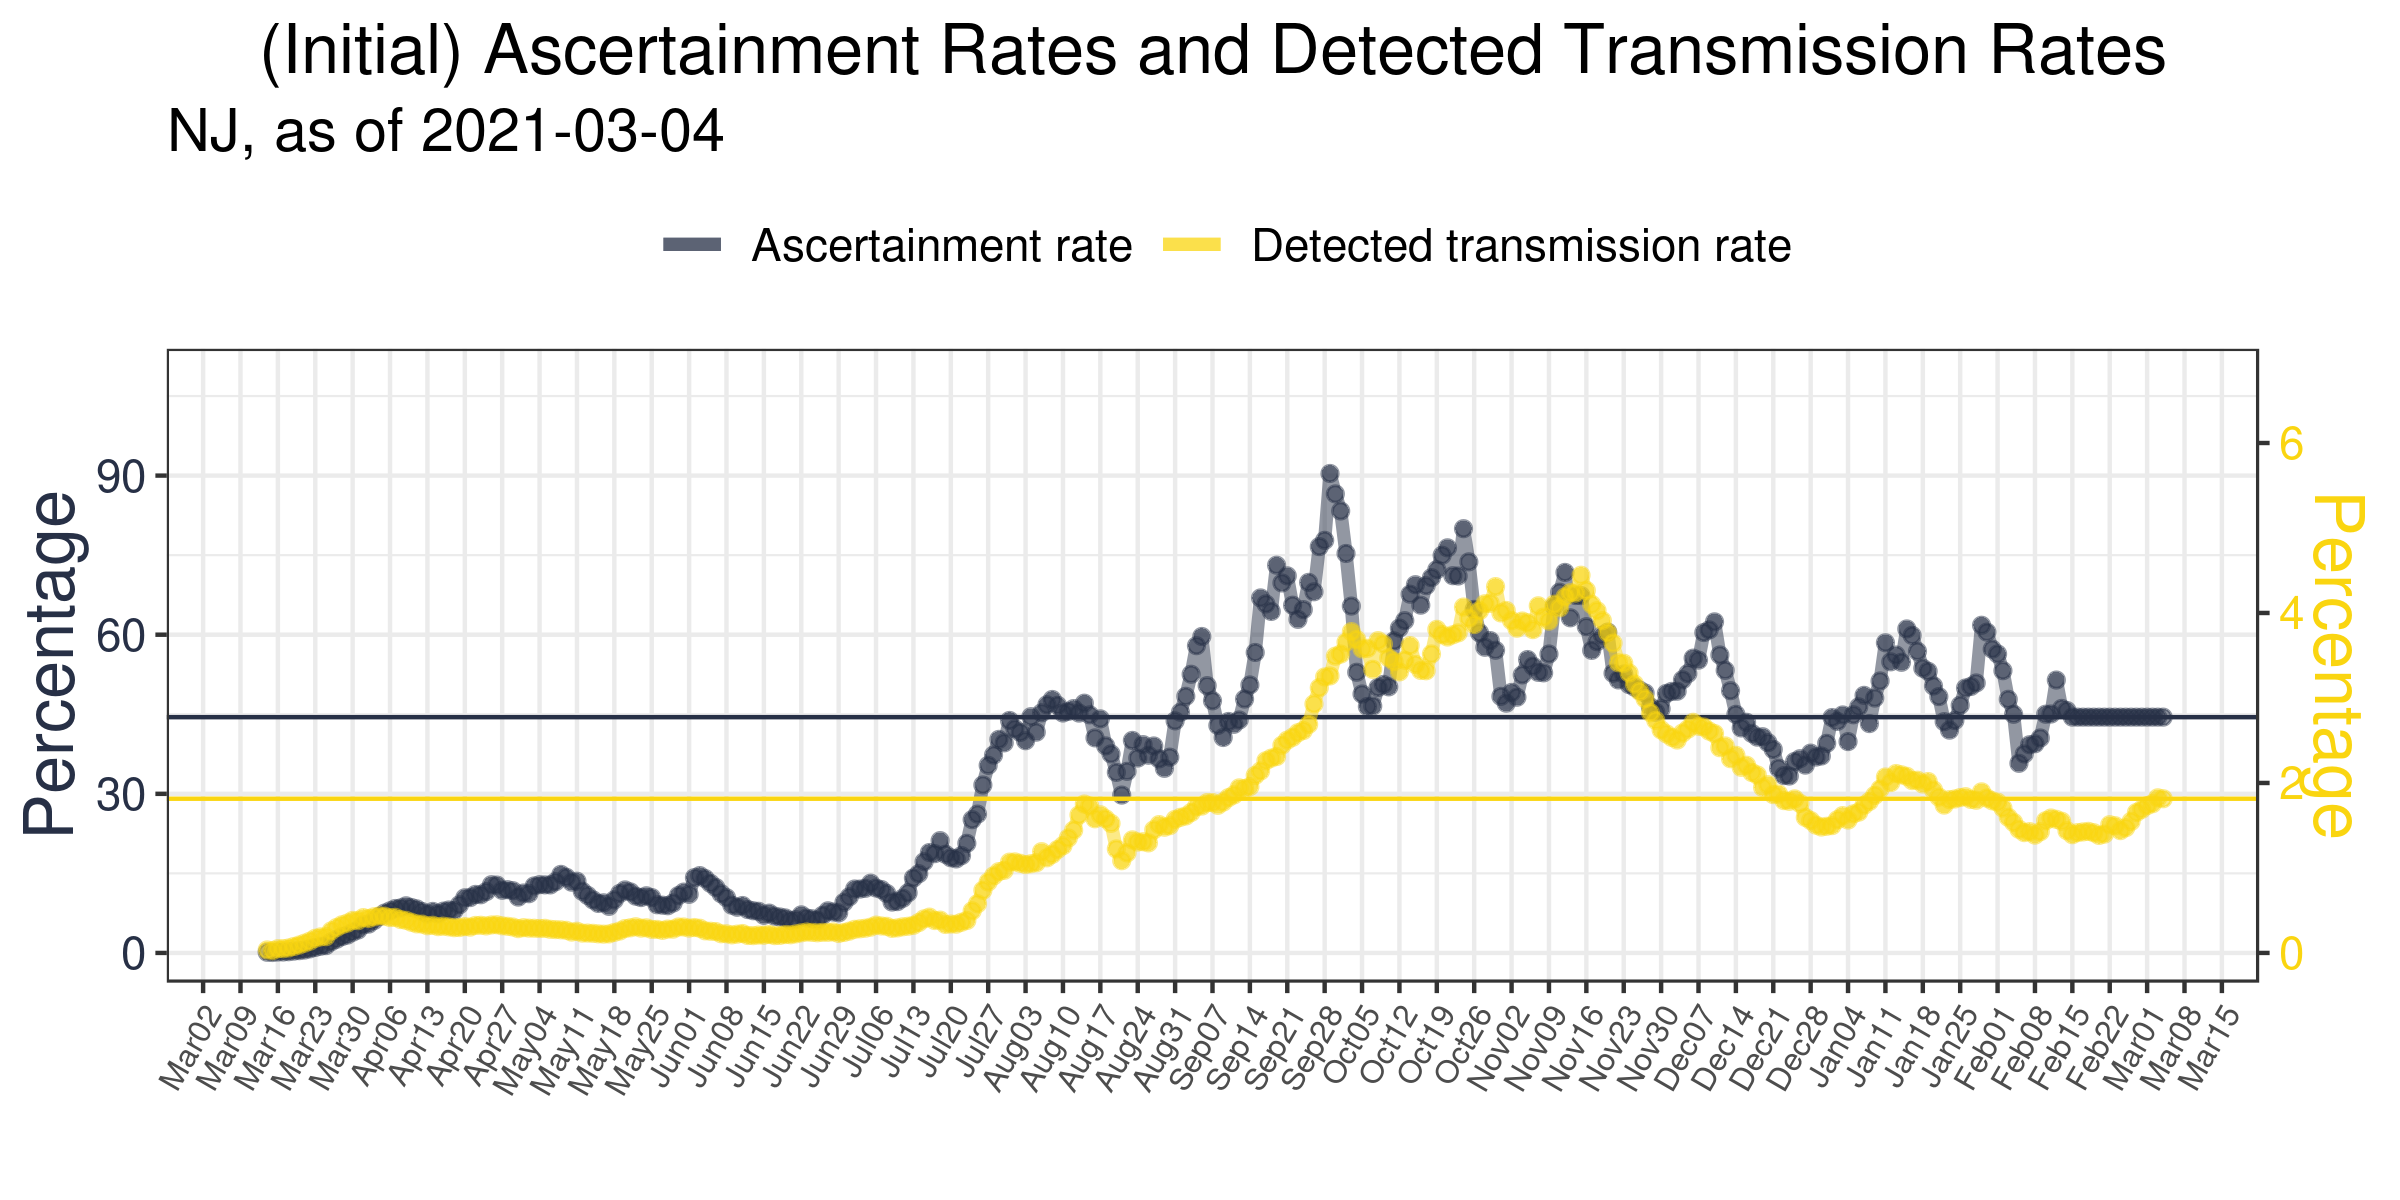 (Initial) Ascertainment Rates and Detected Transmission Rates
NJ, as of 2021-03-04
Ascertainment rate
Detected transmission rate
Percentage
90
60
30
0
6
4
2
0
Percentage
Mar02
Mar09
Mar16
Mar23
Mar30
Apr06
Apr13
Apr20
Apr27
May04
May11
May18
May25
Jun01
Jun08
Jun15
Jun22
Jun29
Jul06
Jul13
Jul20
Jul27
Aug03
Aug10
Aug17
Aug24
Aug31
Sep07
Sep14
Sep21
Sep28
Oct05
Oct12
Oct19
Oct26
Nov02
Nov09
Nov16
Nov23
Nov30
Dec07
Dec14
Dec21
Dec28
Jan04
Jan11
Jan18
Jan25
Feb01
Feb08
Feb15
Feb22
Mar01
Mar08
Mar15